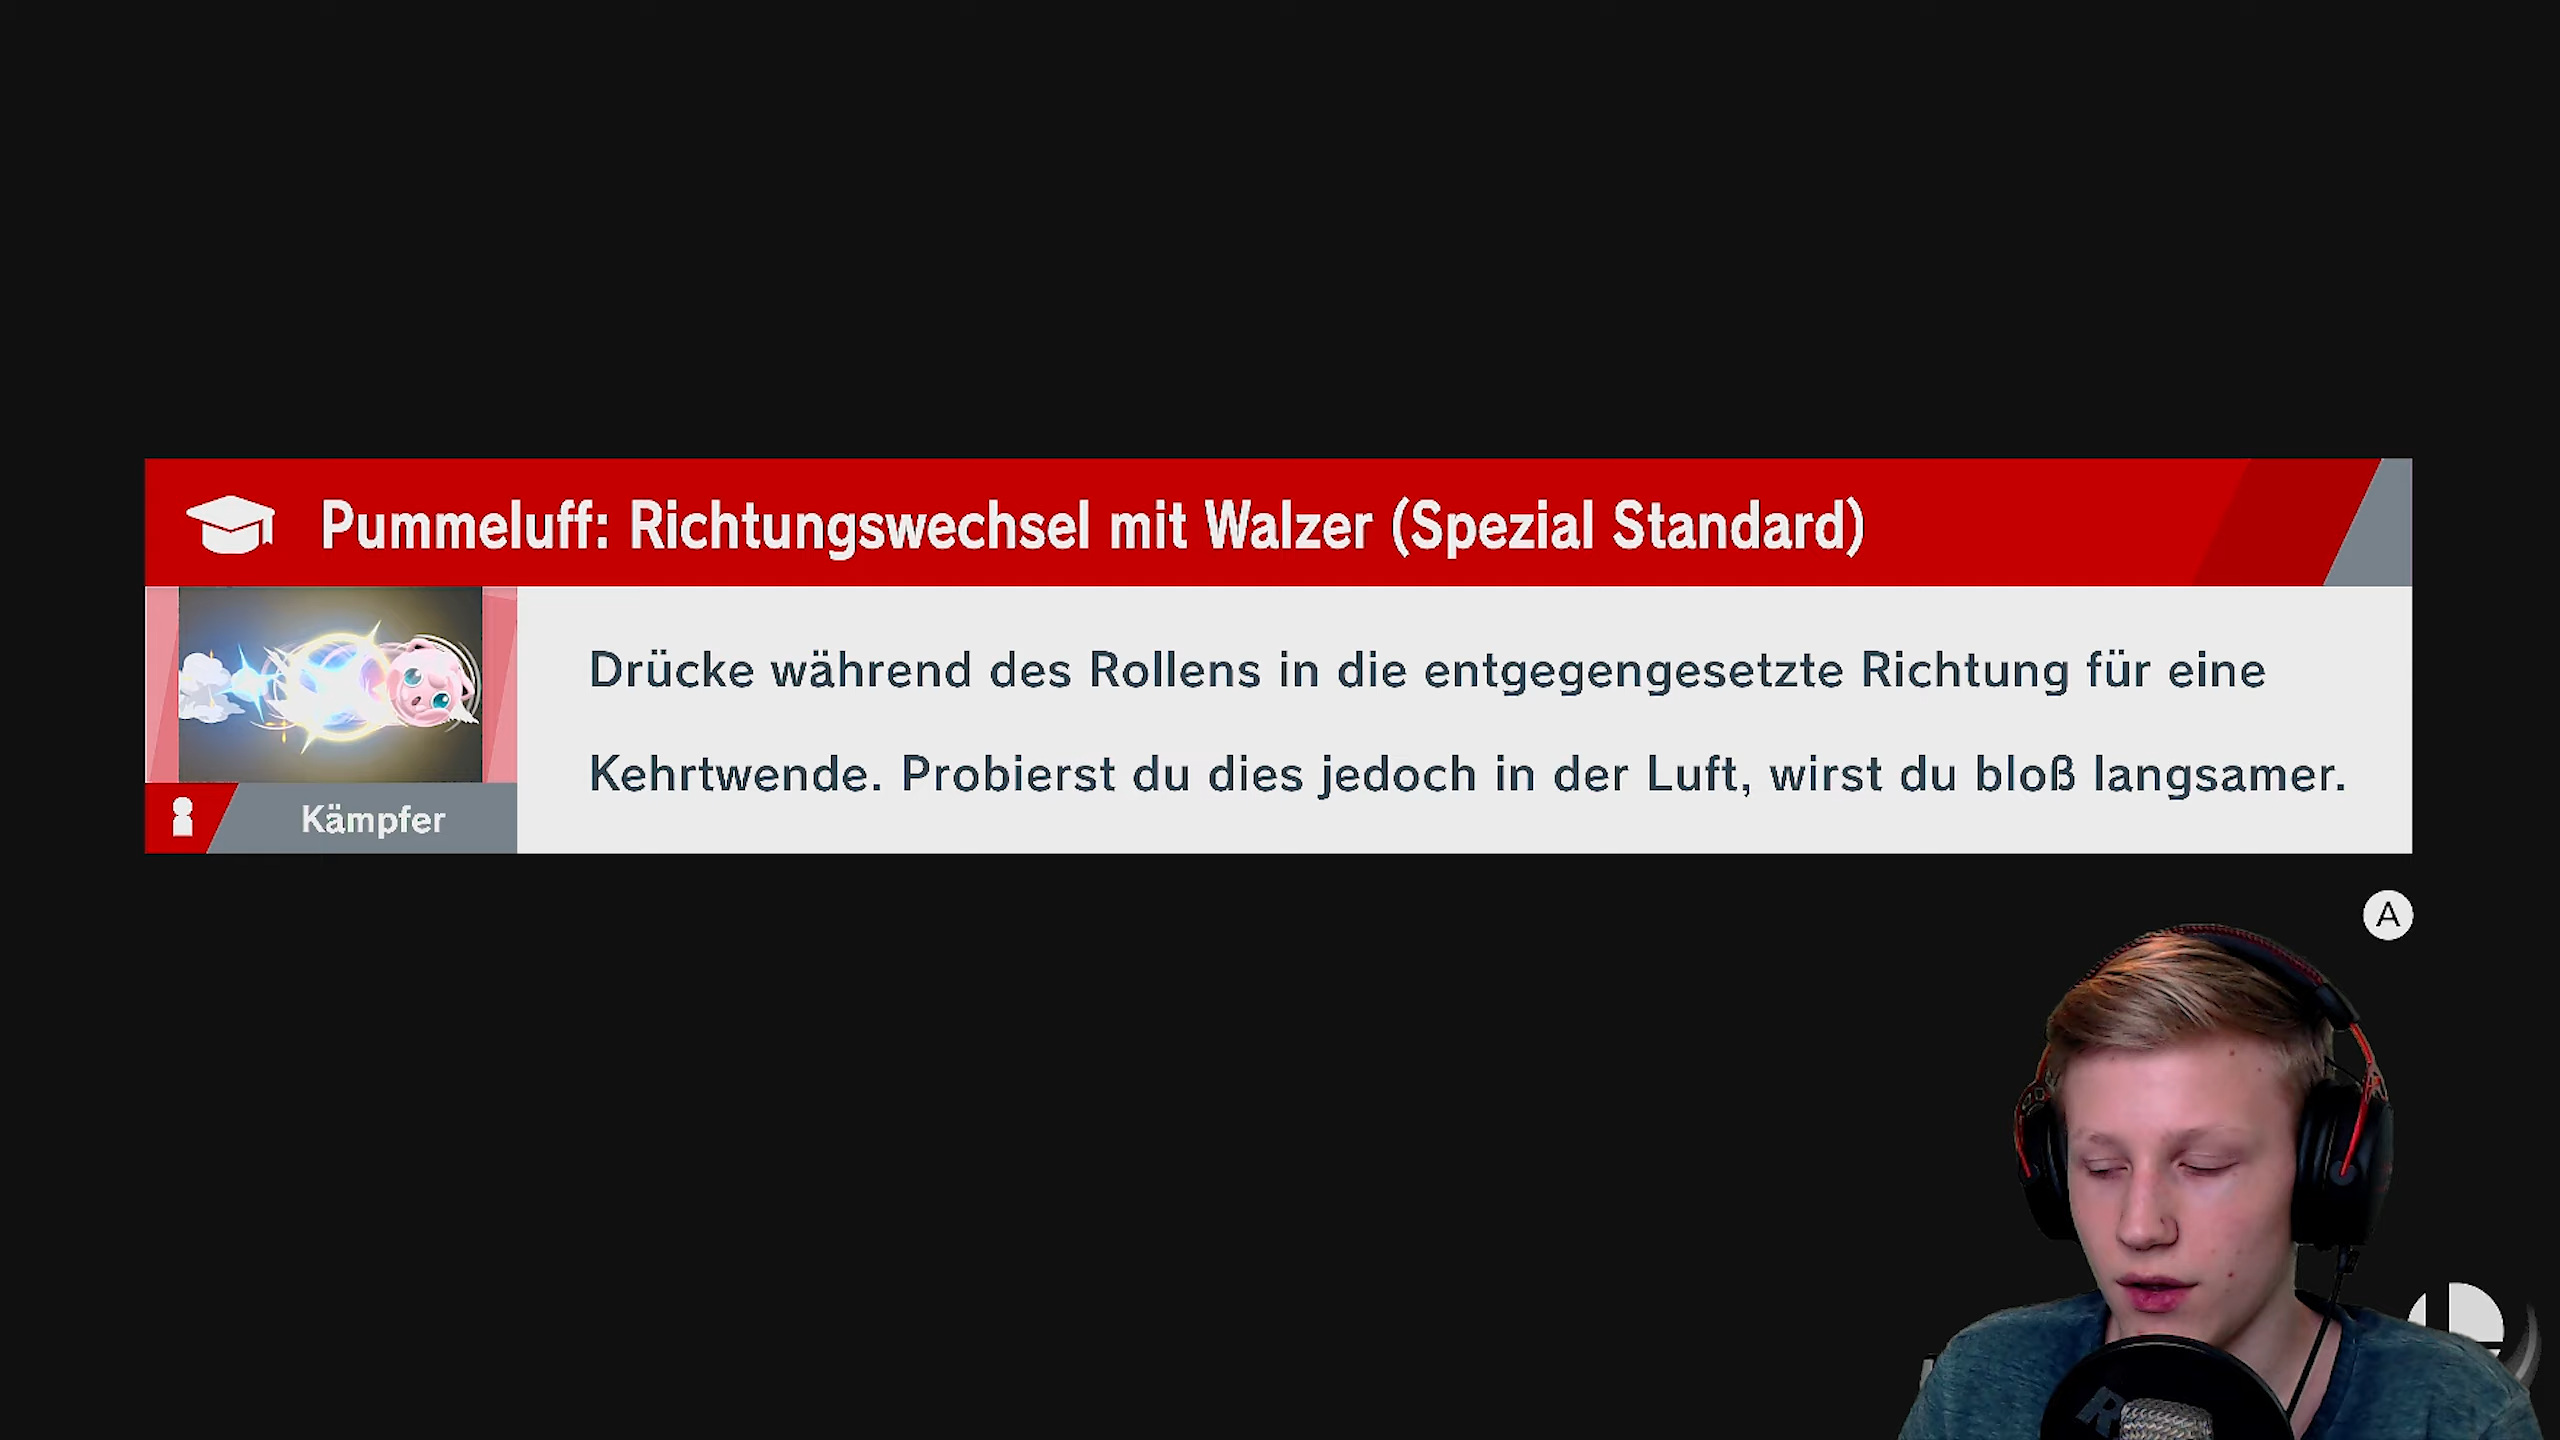 Pummeluff: Richtungswechsel mit Walzer (Spezial Standard)
Drücke während des Rollens in die entgegengesetzte Richtung für eine
Kehrtwende. Probierst du dies jedoch in der Luft, wirst du bloß langsamer.
Kämpfer
A